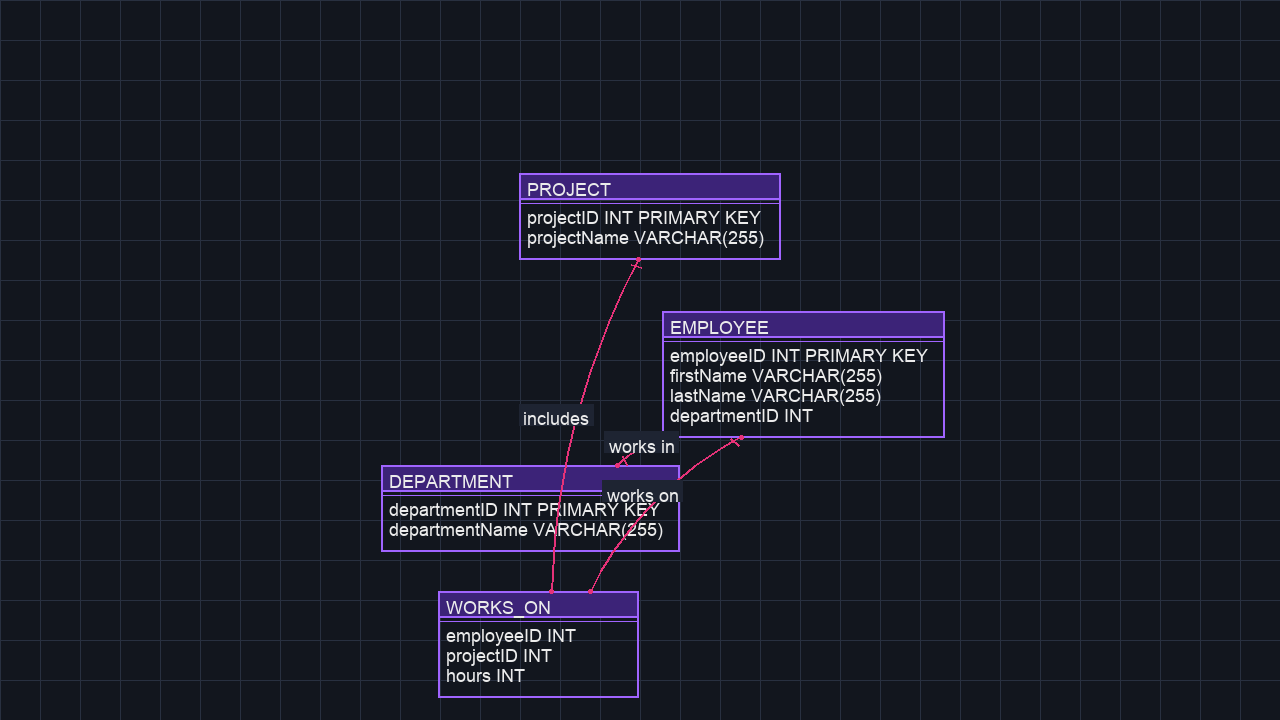 PROJECT
projectID INT PRIMARY KEY
projectName VARCHAR(255)
EMPLOYEE
employeeID INT PRIMARY KEY
firstName VARCHAR(255)
lastName VARCHAR(255)
departmentID INT
includes
works in
DEPARTMENT
works on
departmentID INT PRIMARY KEY
departmentName VARCHAR(255)
WORKS_ON
employeeID INT
projectID INT
hours INT